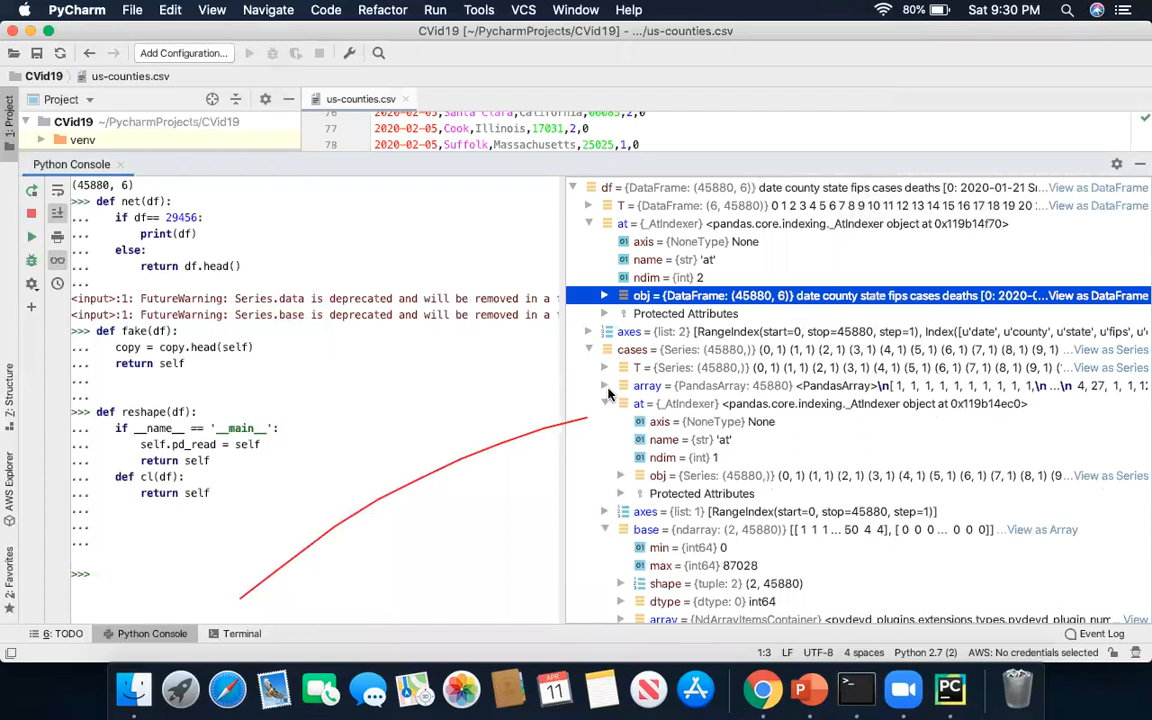 PyCharm File Edit View Navigate Code Refactor Run Tools VCS Window Help 80% Sat 9:30 PM
CVid19 [~/PycharmProjects/CVid19] - .../us-counties.csv
Add Configuration...
CVid19 us-counties.csv
1: Project
Project
us-counties.csv
CVid19 ~/PycharmProjects/CVid19
venv
76 2020-02-05,Santa Clara,California,06085,2,0
77 2020-02-05,Cook,Illinois,17031,2,0
78 2020-02-05,Suffolk,Massachusetts,25025,1,0
Python Console
(45880, 6)
>>> def net(df):
... if df== 29456:
... print(df)
... else:
... return df.head()
...
<input>:1: FutureWarning: Series.data is deprecated and will be removed in a f
<input>:1: FutureWarning: Series.base is deprecated and will be removed in a f
>>> def fake(df):
... copy = copy.head(self)
... return self
...
...
>>> def reshape(df):
... if __name__ == '__main__':
... self.pd_read = self
... return self
... def cl(df):
... return self
...
...
...
...
>>>
df = {DataFrame: (45880, 6)} date county state fips cases deaths [0: 2020-01-21 S...View as DataFrame
T = {DataFrame: (6, 45880)} 0 1 2 3 4 5 6 7 8 9 10 11 12 13 14 15 16 17 18 19 20 ...View as DataFrame
at = {_AtIndexer} <pandas.core.indexing._AtIndexer object at 0x119b14f70>
axis = {NoneType} None
name = {str} 'at'
ndim = {int} 2
obj = {DataFrame: (45880, 6)} date county state fips cases deaths [0: 2020-0...View as DataFrame
Protected Attributes
axes = {list: 2} [RangeIndex(start=0, stop=45880, step=1), Index([u'date', u'county', u'state', u'fips', u'
cases = {Series: (45880,)} (0, 1) (1, 1) (2, 1) (3, 1) (4, 1) (5, 1) (6, 1) (7, 1) (8, 1) (9, 1) ...View as Series
T = {Series: (45880,)} (0, 1) (1, 1) (2, 1) (3, 1) (4, 1) (5, 1) (6, 1) (7, 1) (8, 1) (9, 1) (...View as Series
array = {PandasArray: 45880} <PandasArray>\n[ 1, 1, 1, 1, 1, 1, 1, 1, 1, 1,\n ... \n 4, 27, 1, 1, 12
at = {_AtIndexer} <pandas.core.indexing._AtIndexer object at 0x119b14ec0>
axis = {NoneType} None
name = {str} 'at'
ndim = {int} 1
obj = {Series: (45880,)} (0, 1) (1, 1) (2, 1) (3, 1) (4, 1) (5, 1) (6, 1) (7, 1) (8, 1) (9...View as Series
Protected Attributes
axes = {list: 1} [RangeIndex(start=0, stop=45880, step=1)]
base = {ndarray: (2, 45880)} [[ 1 1 1 ... 50 4 4], [ 0 0 0 ... 0 0 0]] ...View as Array
min = {int64} 0
max = {int64} 87028
shape = {tuple: 2} (2, 45880)
dtype = {dtype: 0} int64
array = {NdArrayItemsContainer} <pydevd_plugins.extensions.types.pydevd_plugin_num... View
Z: Structure
AWS Explorer
2: Favorites
6: TODO Python Console Terminal Event Log
1:3 LF UTF-8 4 spaces Python 2.7 (2) AWS: No credentials selected
APR
11
PC